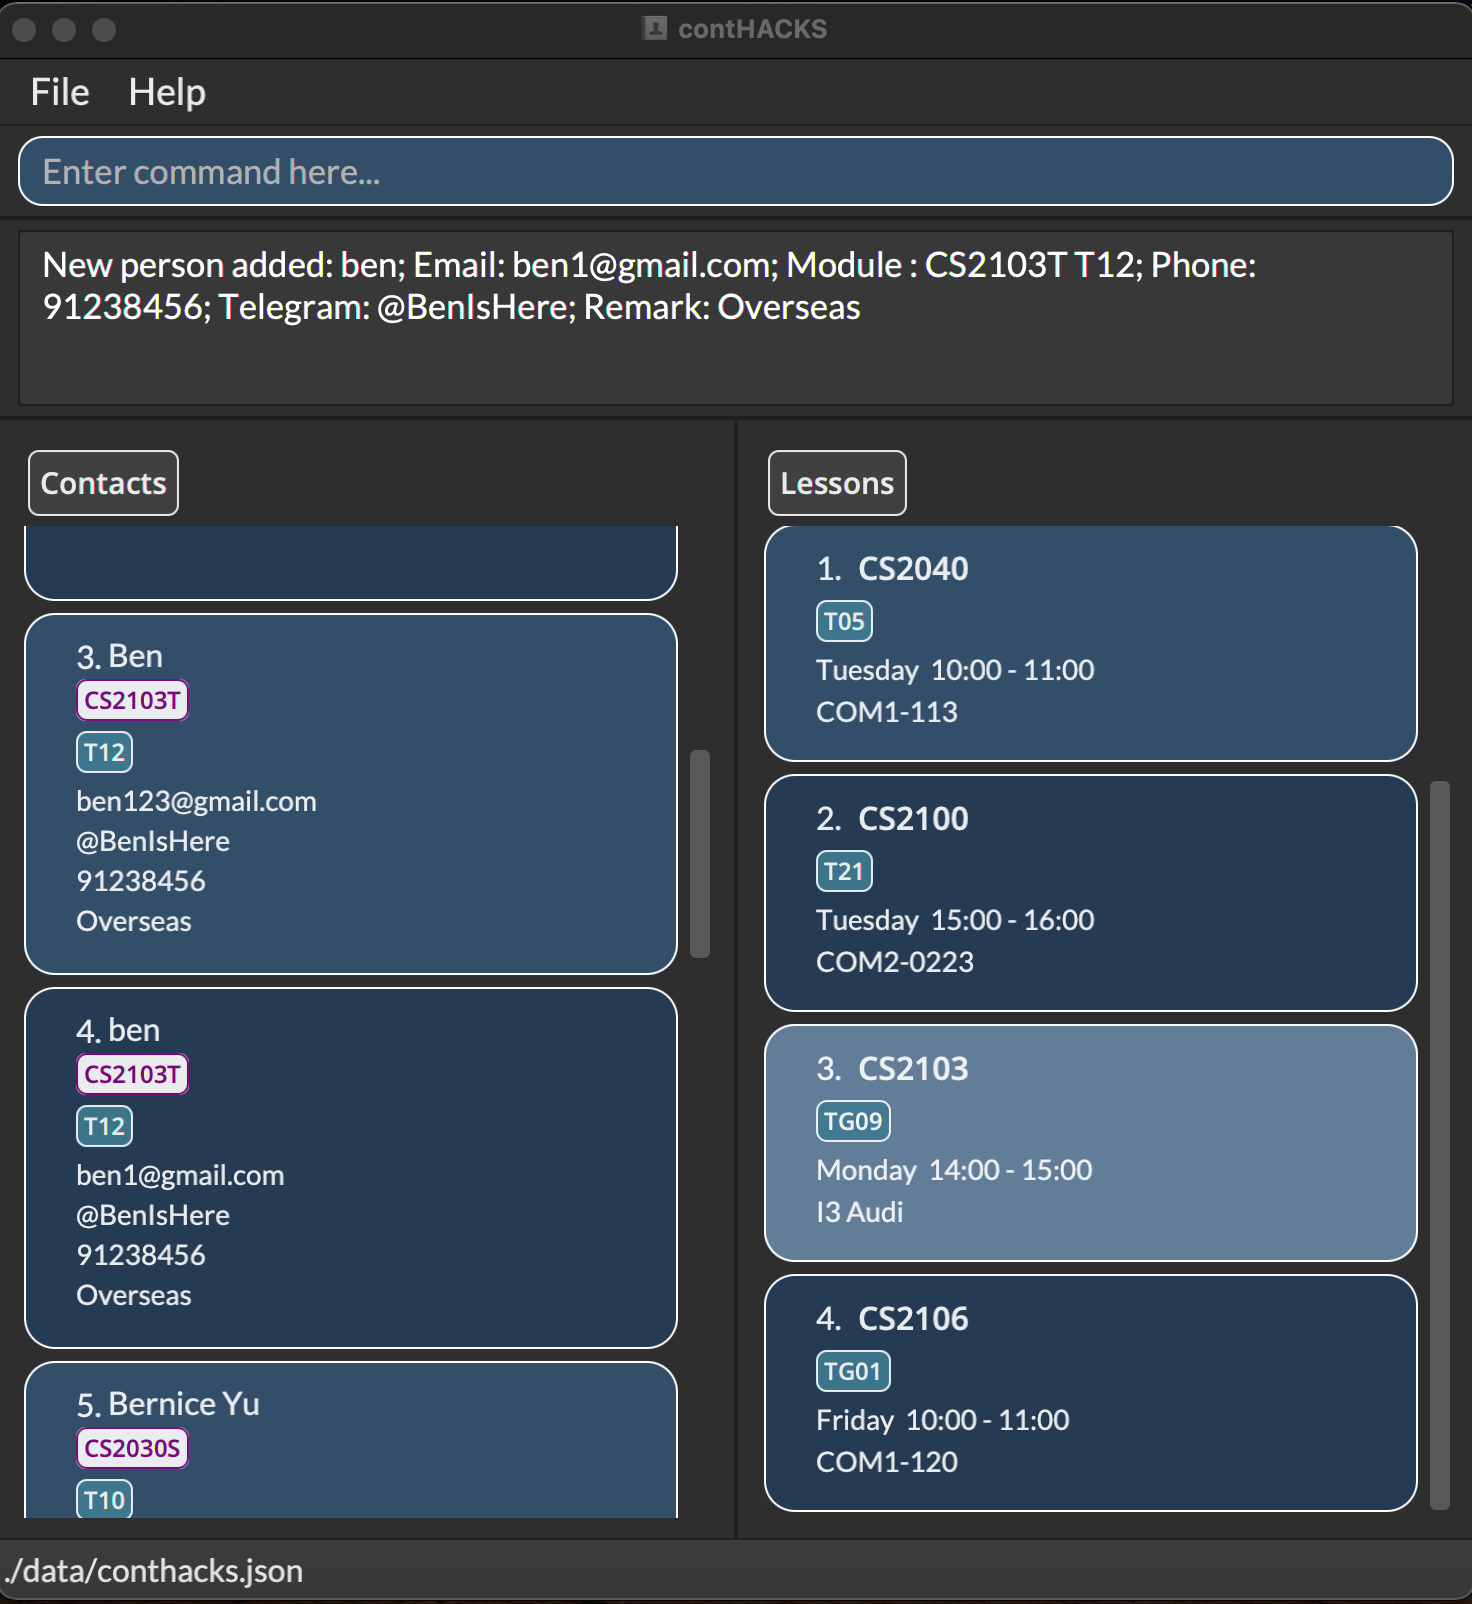 contHACKS
File Help
Enter command here...
New person added: ben; Email: ben1@gmail.com; Module : CS2103T T12; Phone:
91238456; Telegram: @BenIsHere; Remark: Overseas
Contacts
3. Ben
CS2103T
T12
ben123@gmail.com
@BenIsHere
91238456
Overseas
4. ben
CS2103T
T12
ben1@gmail.com
@BenIsHere
91238456
Overseas
5. Bernice Yu
CS2030S
T10
Lessons
1. CS2040
T05
Tuesday 10:00 - 11:00
COM1-113
2. CS2100
T21
Tuesday 15:00 - 16:00
COM2-0223
3. CS2103
TG09
Monday 14:00 - 15:00
I3 Audi
4. CS2106
TG01
Friday 10:00 - 11:00
COM1-120
./data/conthacks.json